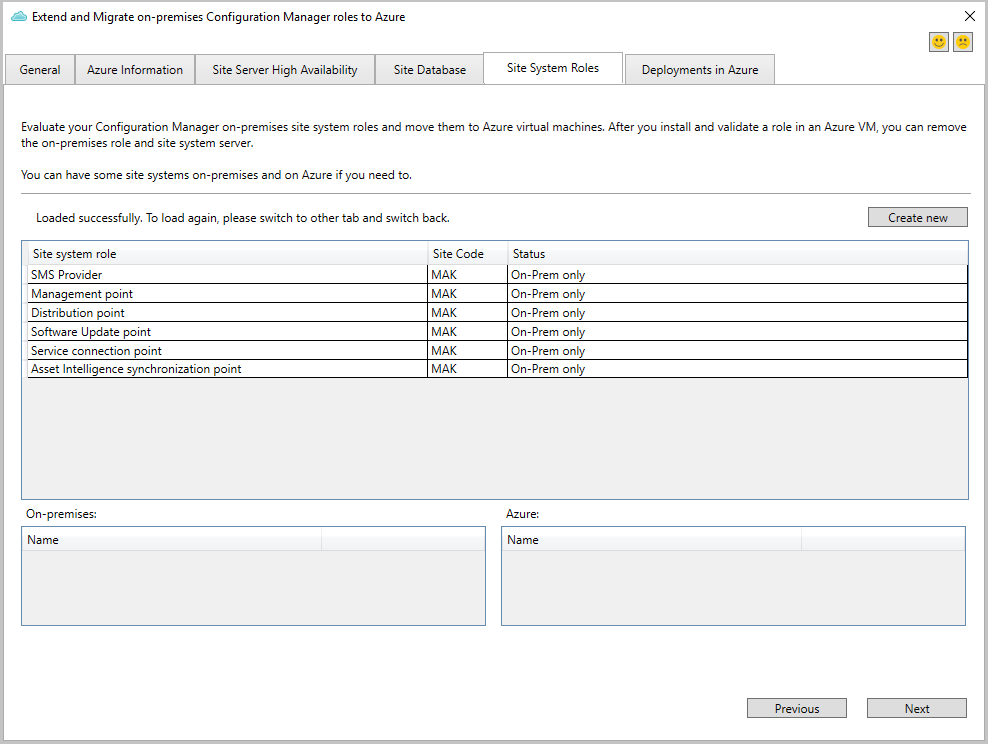 Extend and Migrate on-premises Configuration Manager roles to Azure
General
Azure Information
Site Server High Availability
Site Database
Site System Roles
Deployments in Azure
Evaluate your Configuration Manager on-premises site system roles and move them to Azure virtual machines. After you install and validate a role in an Azure VM, you can remove
the on-premises role and site system server.
You can have some site systems on-premises and on Azure if you need to.
Loaded successfully. To load again, please switch to other tab and switch back.
Create new
Site system role Site Code Status
SMS Provider MAK On-Prem only
Management point MAK On-Prem only
Distribution point MAK On-Prem only
Software Update point MAK On-Prem only
Service connection point MAK On-Prem only
Asset Intelligence synchronization point MAK On-Prem only
On-premises:
Name
Azure:
Name
Previous
Next